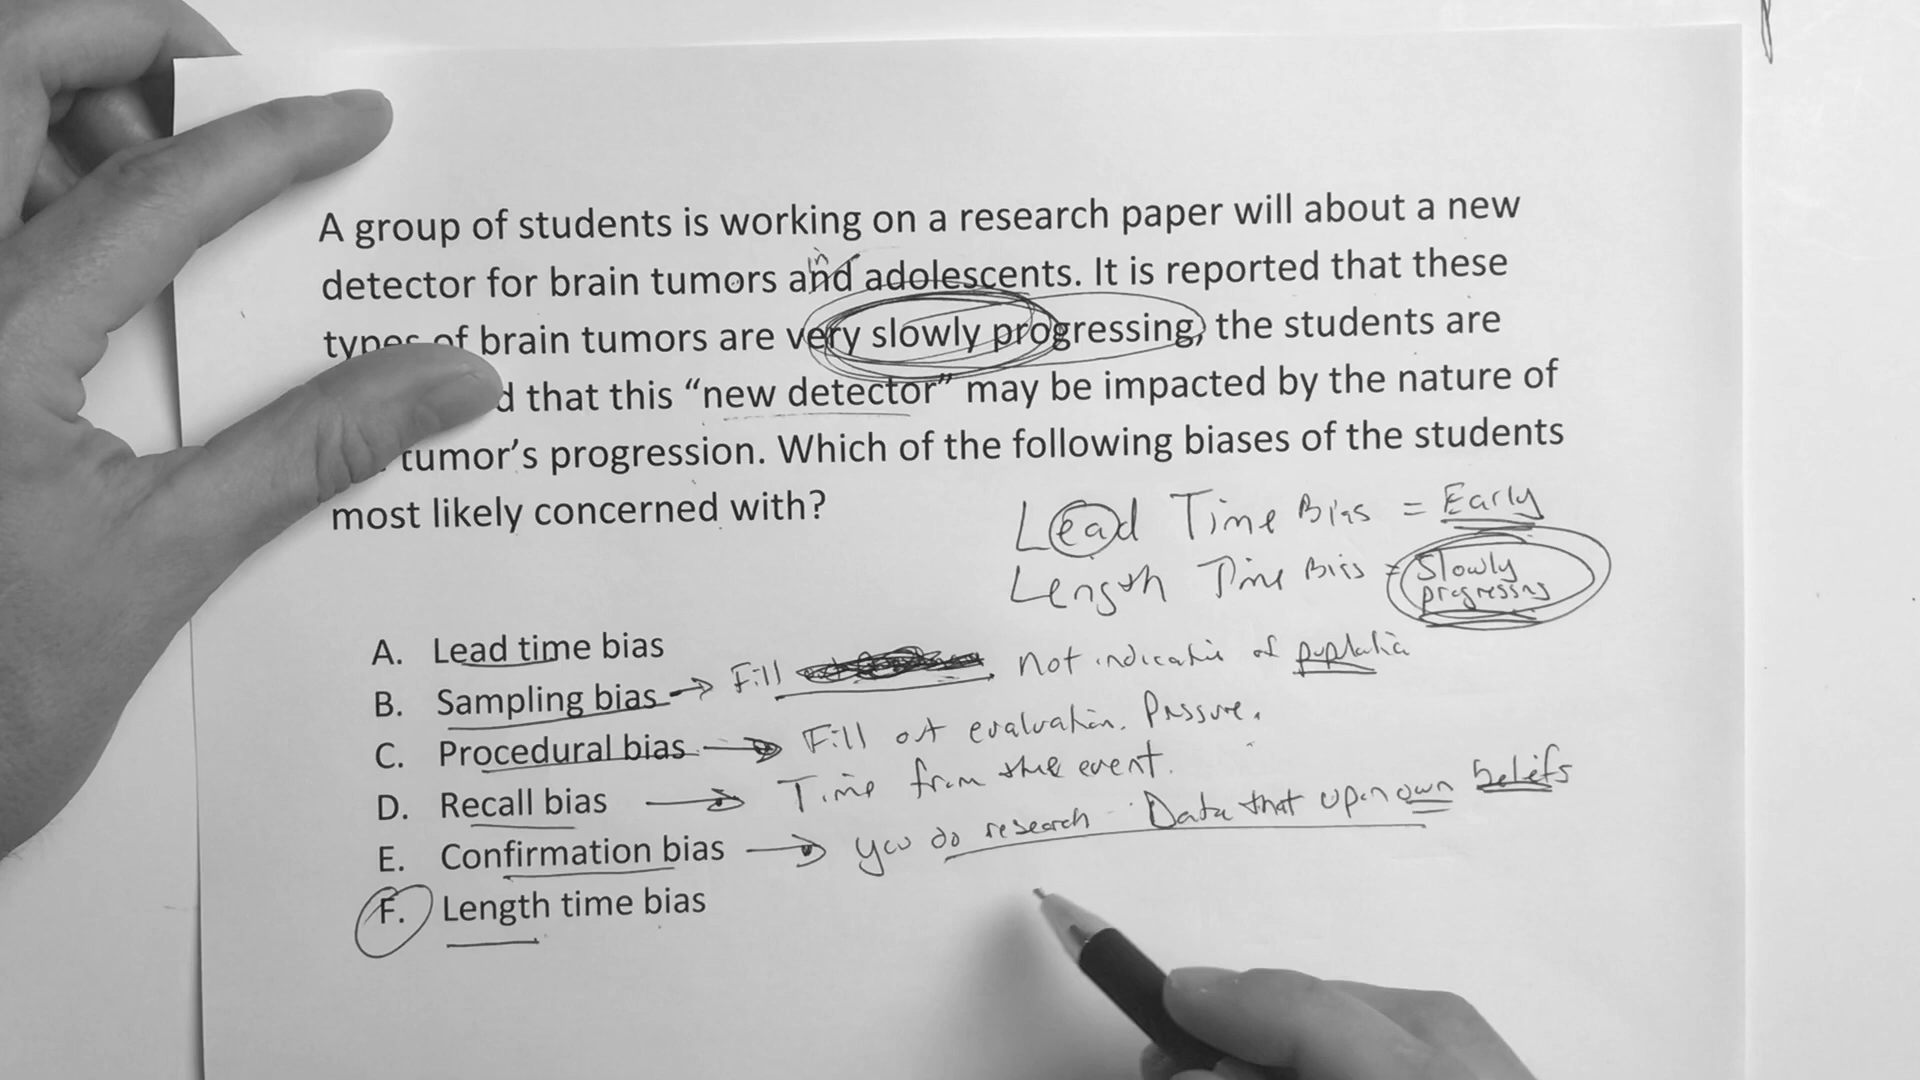 A group of students is working on a research paper will about a new
detector for brain tumors and in adolescents. It is reported that these
types of brain tumors are very slowly progressing, the students are
d that this “new detector” may be impacted by the nature of
tumor’s progression. Which of the following biases of the students
most likely concerned with?
Lead Time Bias = Early
Length Time Bias = Slowly
progressing
A. Lead time bias
B. Sampling bias → Fill not indicative of population
C. Procedural bias → Fill out evaluation. Pressure.
D. Recall bias → Time from the event.
E. Confirmation bias → you do research Data that upon own beliefs
F. Length time bias